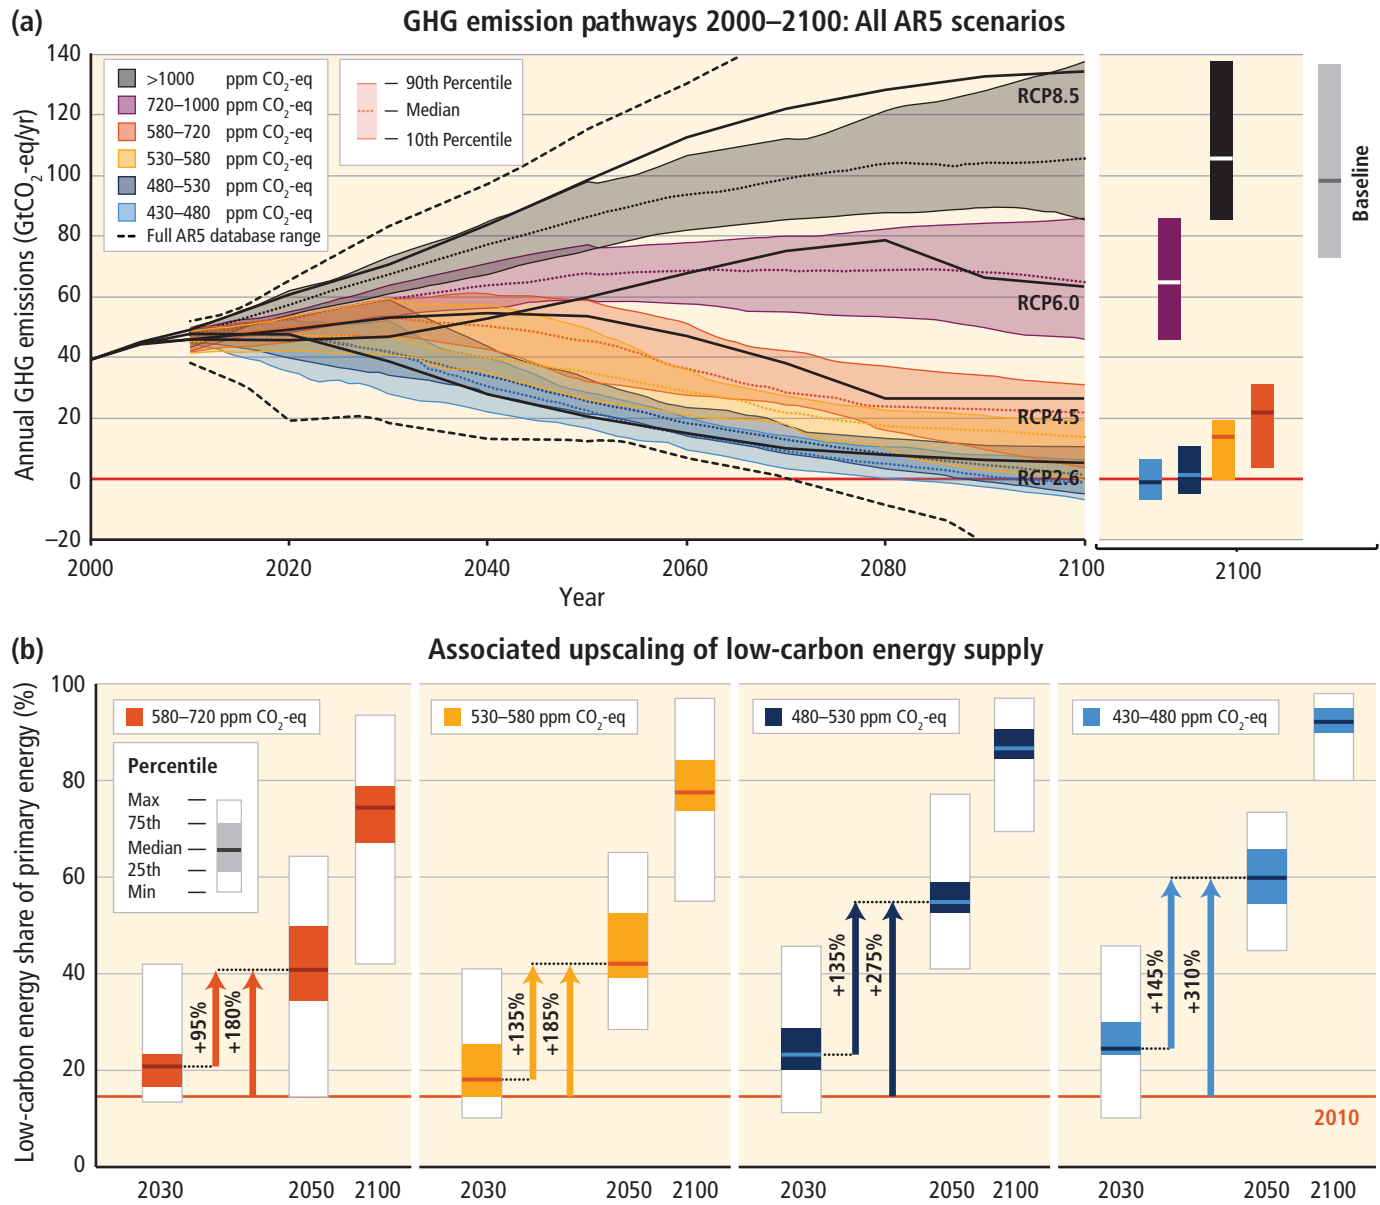 (a)
GHG emission pathways 2000–2100: All AR5 scenarios
Annual GHG emissions (GtCO2-eq/yr)
140
120
100
80
60
40
20
0
–20
>1000 ppm CO2-eq
720–1000 ppm CO2-eq
580–720 ppm CO2-eq
530–580 ppm CO2-eq
480–530 ppm CO2-eq
430–480 ppm CO2-eq
Full AR5 database range
90th Percentile
Median
10th Percentile
RCP8.5
RCP6.0
RCP4.5
RCP2.6
Baseline
2000 2020 2040 2060 2080 2100
2100
Year
(b)
Associated upscaling of low-carbon energy supply
Low-carbon energy share of primary energy (%)
100
80
60
40
20
0
580–720 ppm CO2-eq
530–580 ppm CO2-eq
480–530 ppm CO2-eq
430–480 ppm CO2-eq
Percentile
Max
75th
Median
25th
Min
+95%
+180%
+135%
+185%
+135%
+275%
+145%
+310%
2010
2030 2050 2100
2030 2050 2100
2030 2050 2100
2030 2050 2100